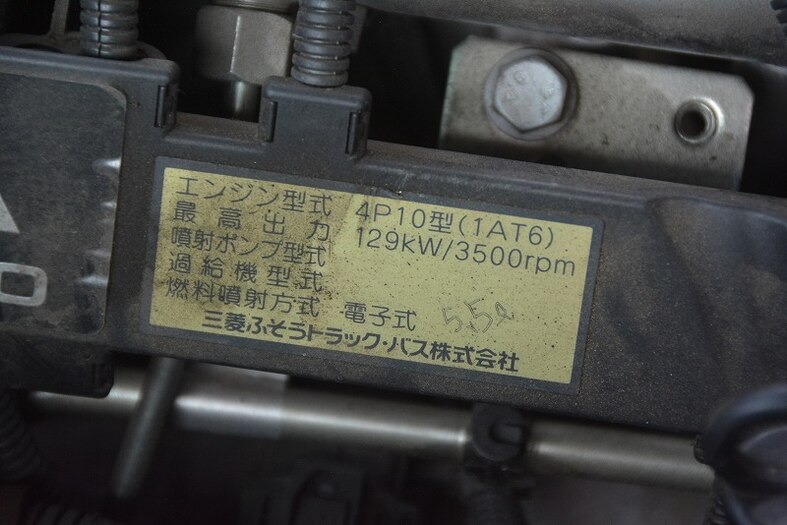 エンジン型式 4P10型(1AT6)
最高出力 129kW/3500rpm
噴射ポンプ型式
過給機型式
燃料噴射方式 電子式 5.5ℓ
三菱ふそうトラック・バス株式会社